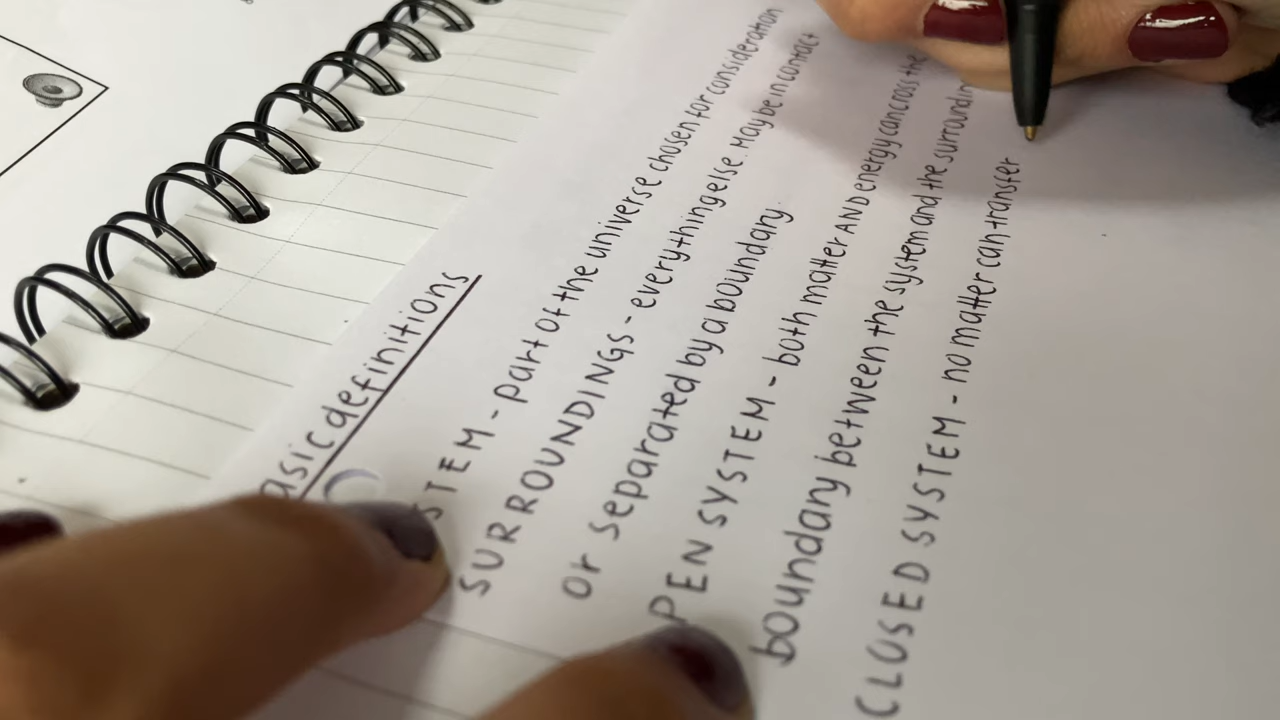 asic definitions
STEM - part of the universe chosen for consideration
SURROUNDINGS - everything else. May be in contact
or separated by a boundary.
PEN SYSTEM - both matter AND energy can cross the
boundary between the system and the surroundin
CLOSED SYSTEM - no matter can transfer